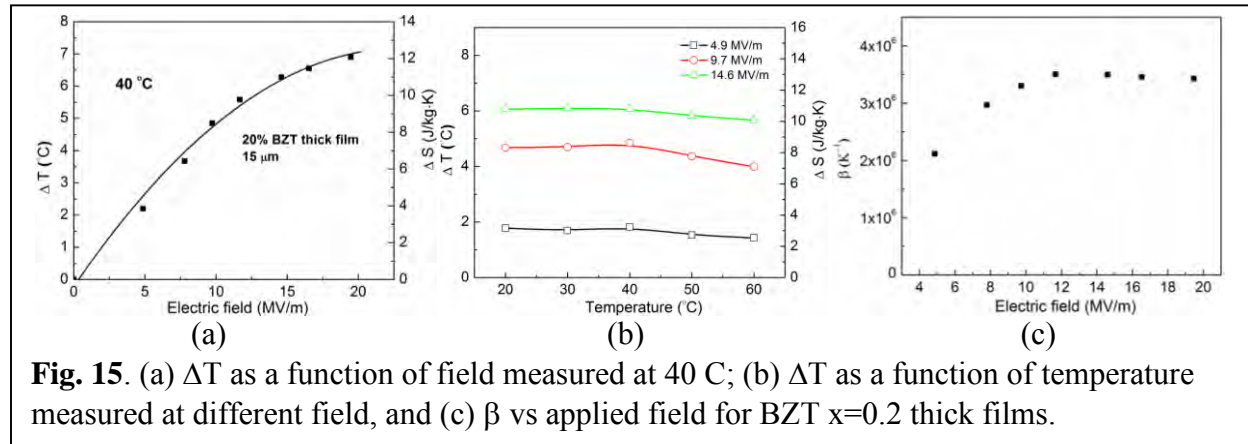 8
7
6
5
4
3
2
1
0
Δ T (°C)
14
12
10
8
6
4
2
0
Δ S (J/kg·K)
40 °C
20% BZT thick film
15 μm
0 5 10 15 20
Electric field (MV/m)
(a)
8
6
4
2
0
Δ T (°C)
16
14
12
10
8
6
4
2
0
Δ S (J/kg·K)
4.9 MV/m
9.7 MV/m
14.6 MV/m
20 30 40 50 60
Temperature (°C)
(b)
4x10⁶
3x10⁶
2x10⁶
1x10⁶
β (K⁻¹)
4 6 8 10 12 14 16 18 20
Electric field (MV/m)
(c)
Fig. 15. (a) ΔT as a function of field measured at 40 C; (b) ΔT as a function of temperature
measured at different field, and (c) β vs applied field for BZT x=0.2 thick films.